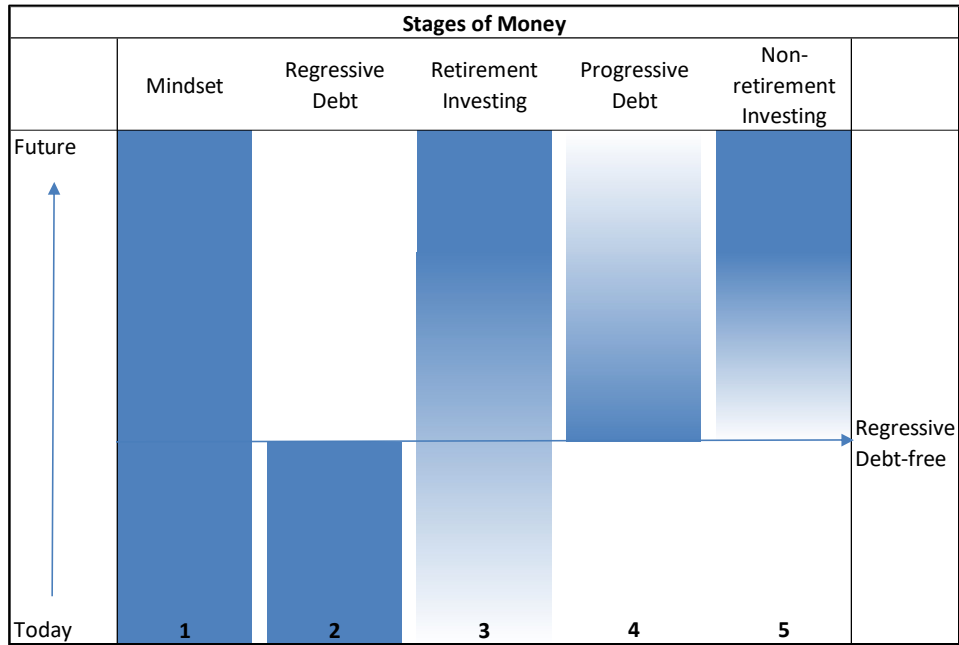 Stages of Money
Mindset
Regressive
Debt
Retirement
Investing
Progressive
Debt
Non-
retirement
Investing
Future
Regressive
Debt-free
Today
1
2
3
4
5